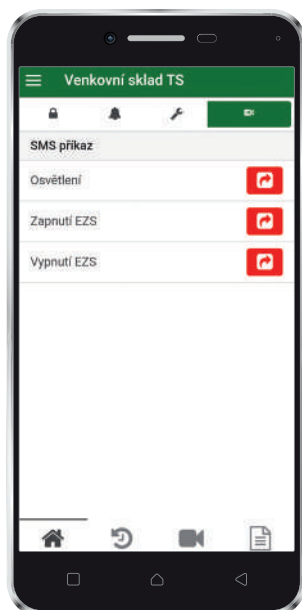 Venkovní sklad TS
SMS příkaz
Osvětlení
Zapnutí EZS
Vypnutí EZS